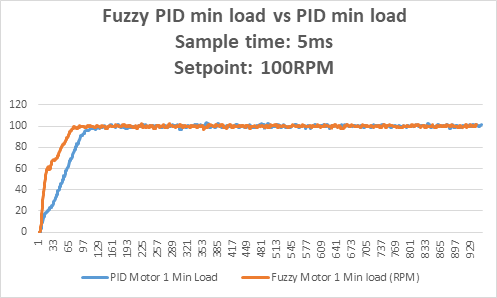 Fuzzy PID min load vs PID min load
Sample time: 5ms
Setpoint: 100RPM
120
100
80
60
40
20
0
1 33 65 97 129 161 193 225 257 289 321 353 385 417 449 481 513 545 577 609 641 673 705 737 769 801 833 865 897 929
PID Motor 1 Min Load Fuzzy Motor 1 Min load (RPM)